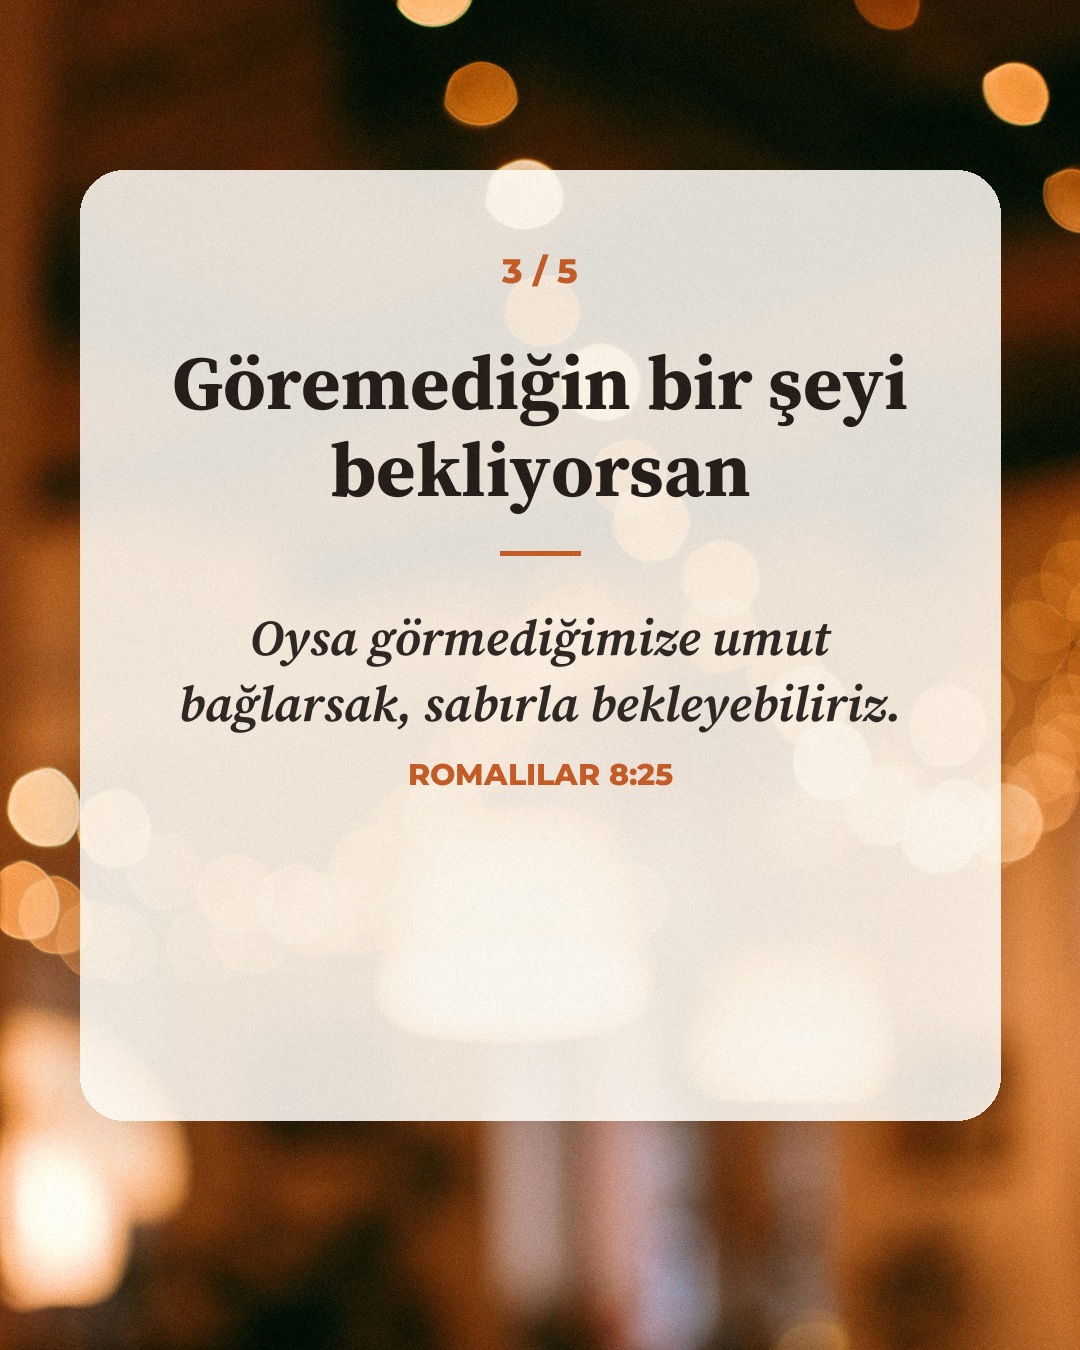 3 / 5
Göremediğin bir şeyi
bekliyorsan
Oysa görmediğimize umut
bağlarsak, sabırla bekleyebiliriz.
ROMALILAR 8:25